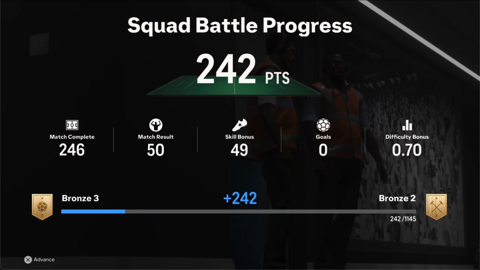 Squad Battle Progress
242 PTS
Match Complete
246
Match Result
50
Skill Bonus
49
Goals
0
Difficulty Bonus
0.70
Bronze 3
+242
Bronze 2
242/1145
Advance